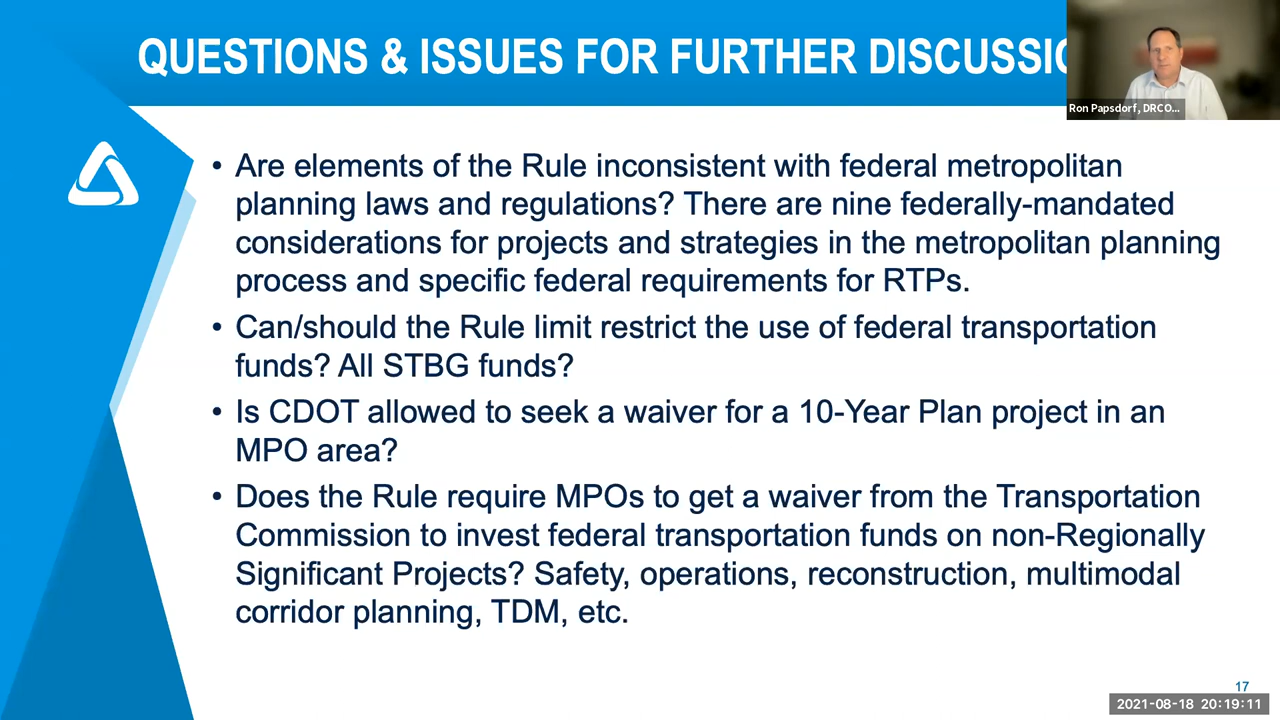 QUESTIONS & ISSUES FOR FURTHER DISCUSSIO
Ron Papsdorf, DRCO...
• Are elements of the Rule inconsistent with federal metropolitan
planning laws and regulations? There are nine federally-mandated
considerations for projects and strategies in the metropolitan planning
process and specific federal requirements for RTPs.
• Can/should the Rule limit restrict the use of federal transportation
funds? All STBG funds?
• Is CDOT allowed to seek a waiver for a 10-Year Plan project in an
MPO area?
• Does the Rule require MPOs to get a waiver from the Transportation
Commission to invest federal transportation funds on non-Regionally
Significant Projects? Safety, operations, reconstruction, multimodal
corridor planning, TDM, etc.
17
2021-08-18 20:19:11